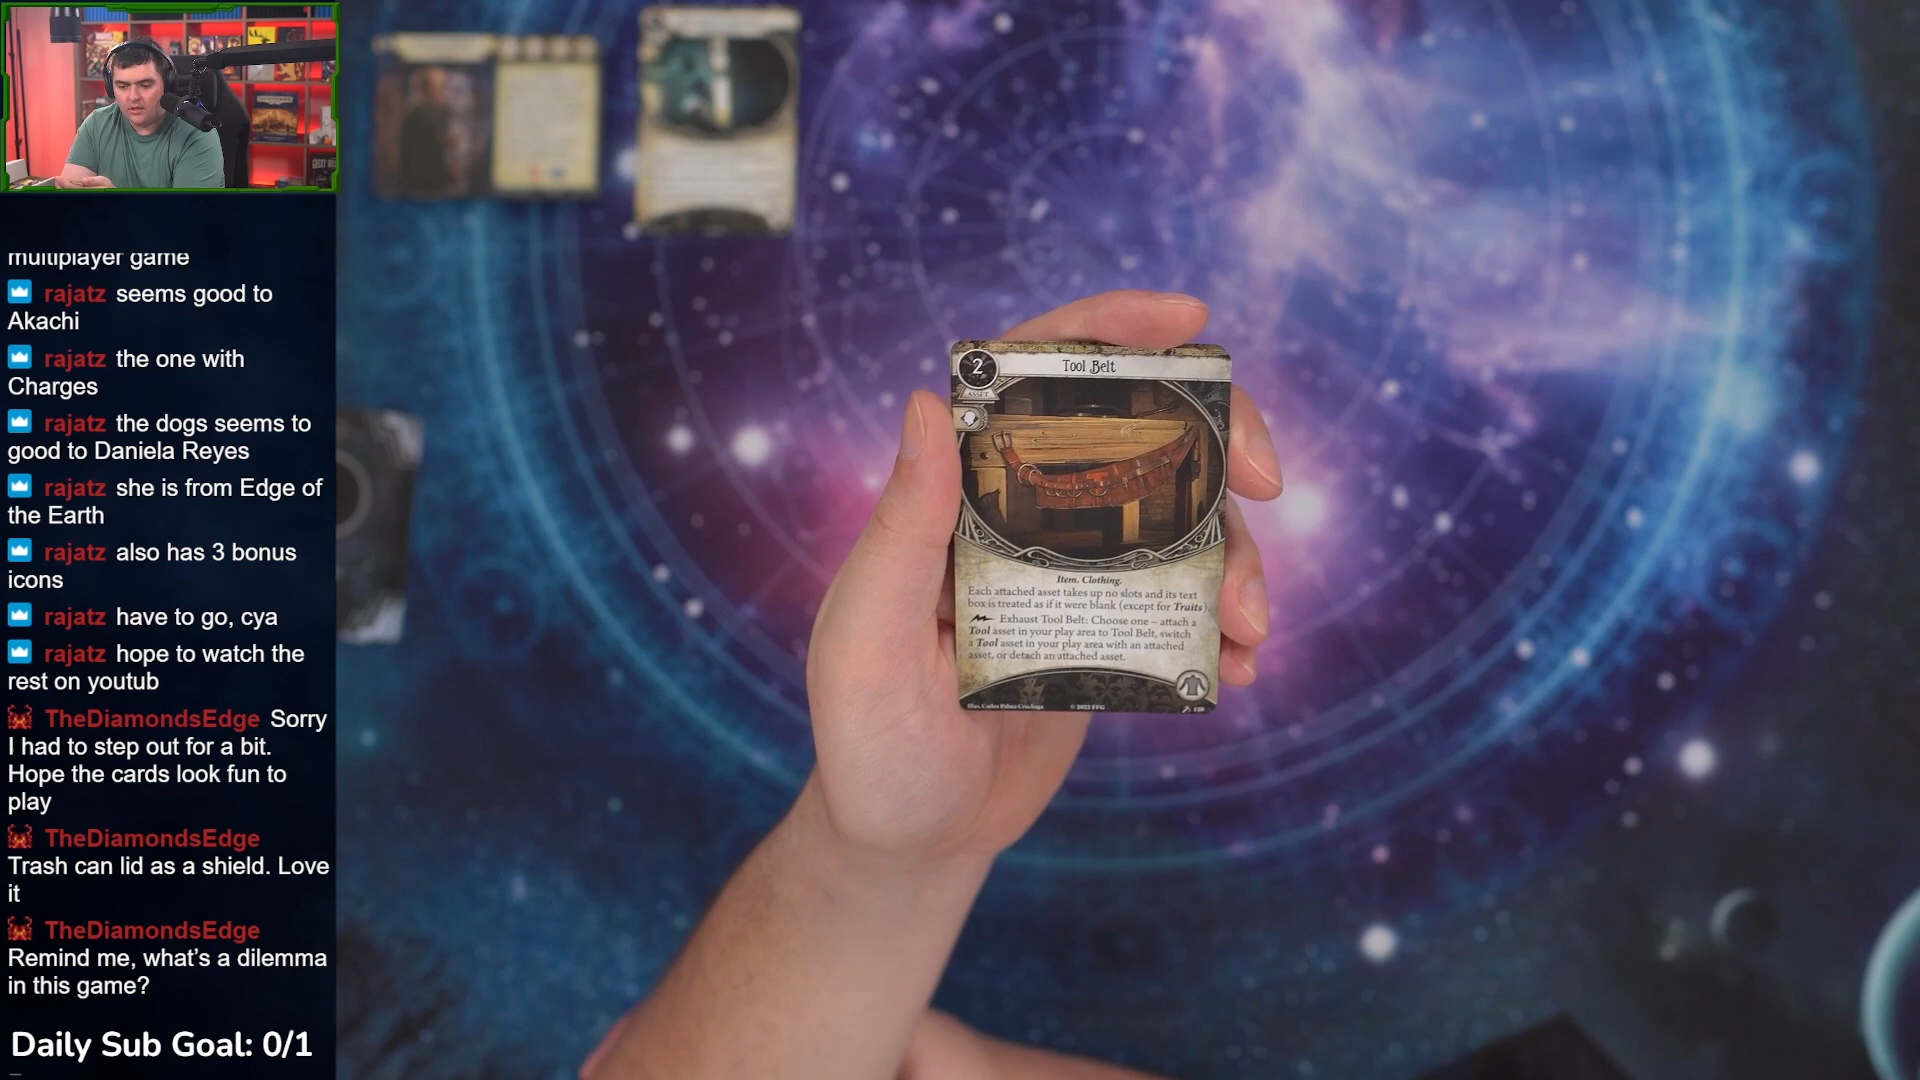 multiplayer game
rajatz seems good to
Akachi
rajatz the one with
Charges
rajatz the dogs seems to
good to Daniela Reyes
rajatz she is from Edge of
the Earth
rajatz also has 3 bonus
icons
rajatz have to go, cya
rajatz hope to watch the
rest on youtub
TheDiamondsEdge Sorry
I had to step out for a bit.
Hope the cards look fun to
play
TheDiamondsEdge
Trash can lid as a shield. Love
it
TheDiamondsEdge
Remind me, what's a dilemma
in this game?
Daily Sub Goal: 0/1
2
Tool Belt
ASSET
Item. Clothing.
Each attached asset takes up no slots and its text
box is treated as if it were blank (except for Traits).
Exhaust Tool Belt: Choose one – attach a
Tool asset in your play area to Tool Belt, switch
a Tool asset in your play area with an attached
asset, or detach an attached asset.
© 2022 FFG